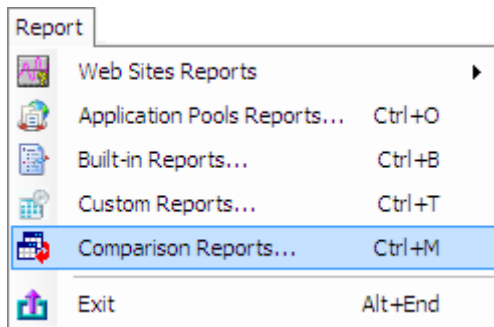 Report
Web Sites Reports
Application Pools Reports... Ctrl+O
Built-in Reports... Ctrl+B
Custom Reports... Ctrl+T
Comparison Reports... Ctrl+M
Exit Alt+End